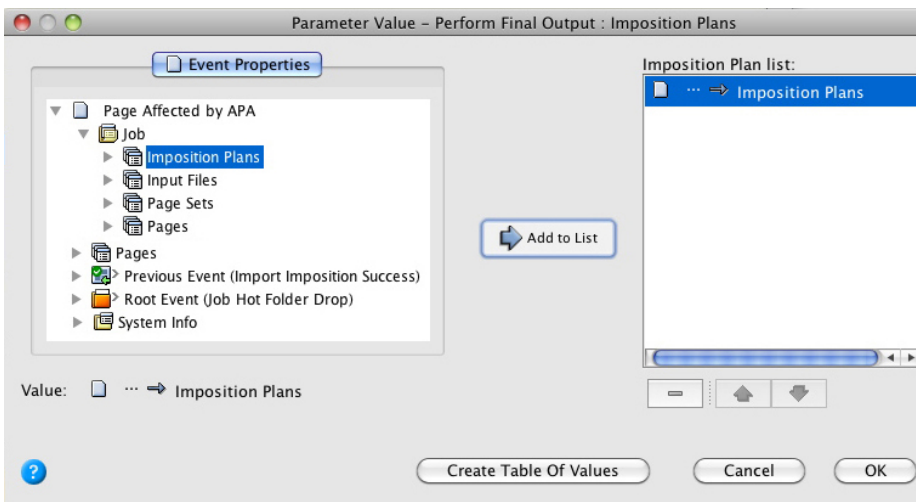 Parameter Value – Perform Final Output : Imposition Plans
Event Properties
Page Affected by APA
Job
Imposition Plans
Input Files
Page Sets
Pages
Pages
Previous Event (Import Imposition Success)
Root Event (Job Hot Folder Drop)
System Info
Value: ... Imposition Plans
Add to List
Imposition Plan list:
... Imposition Plans
?
Create Table Of Values
Cancel
OK